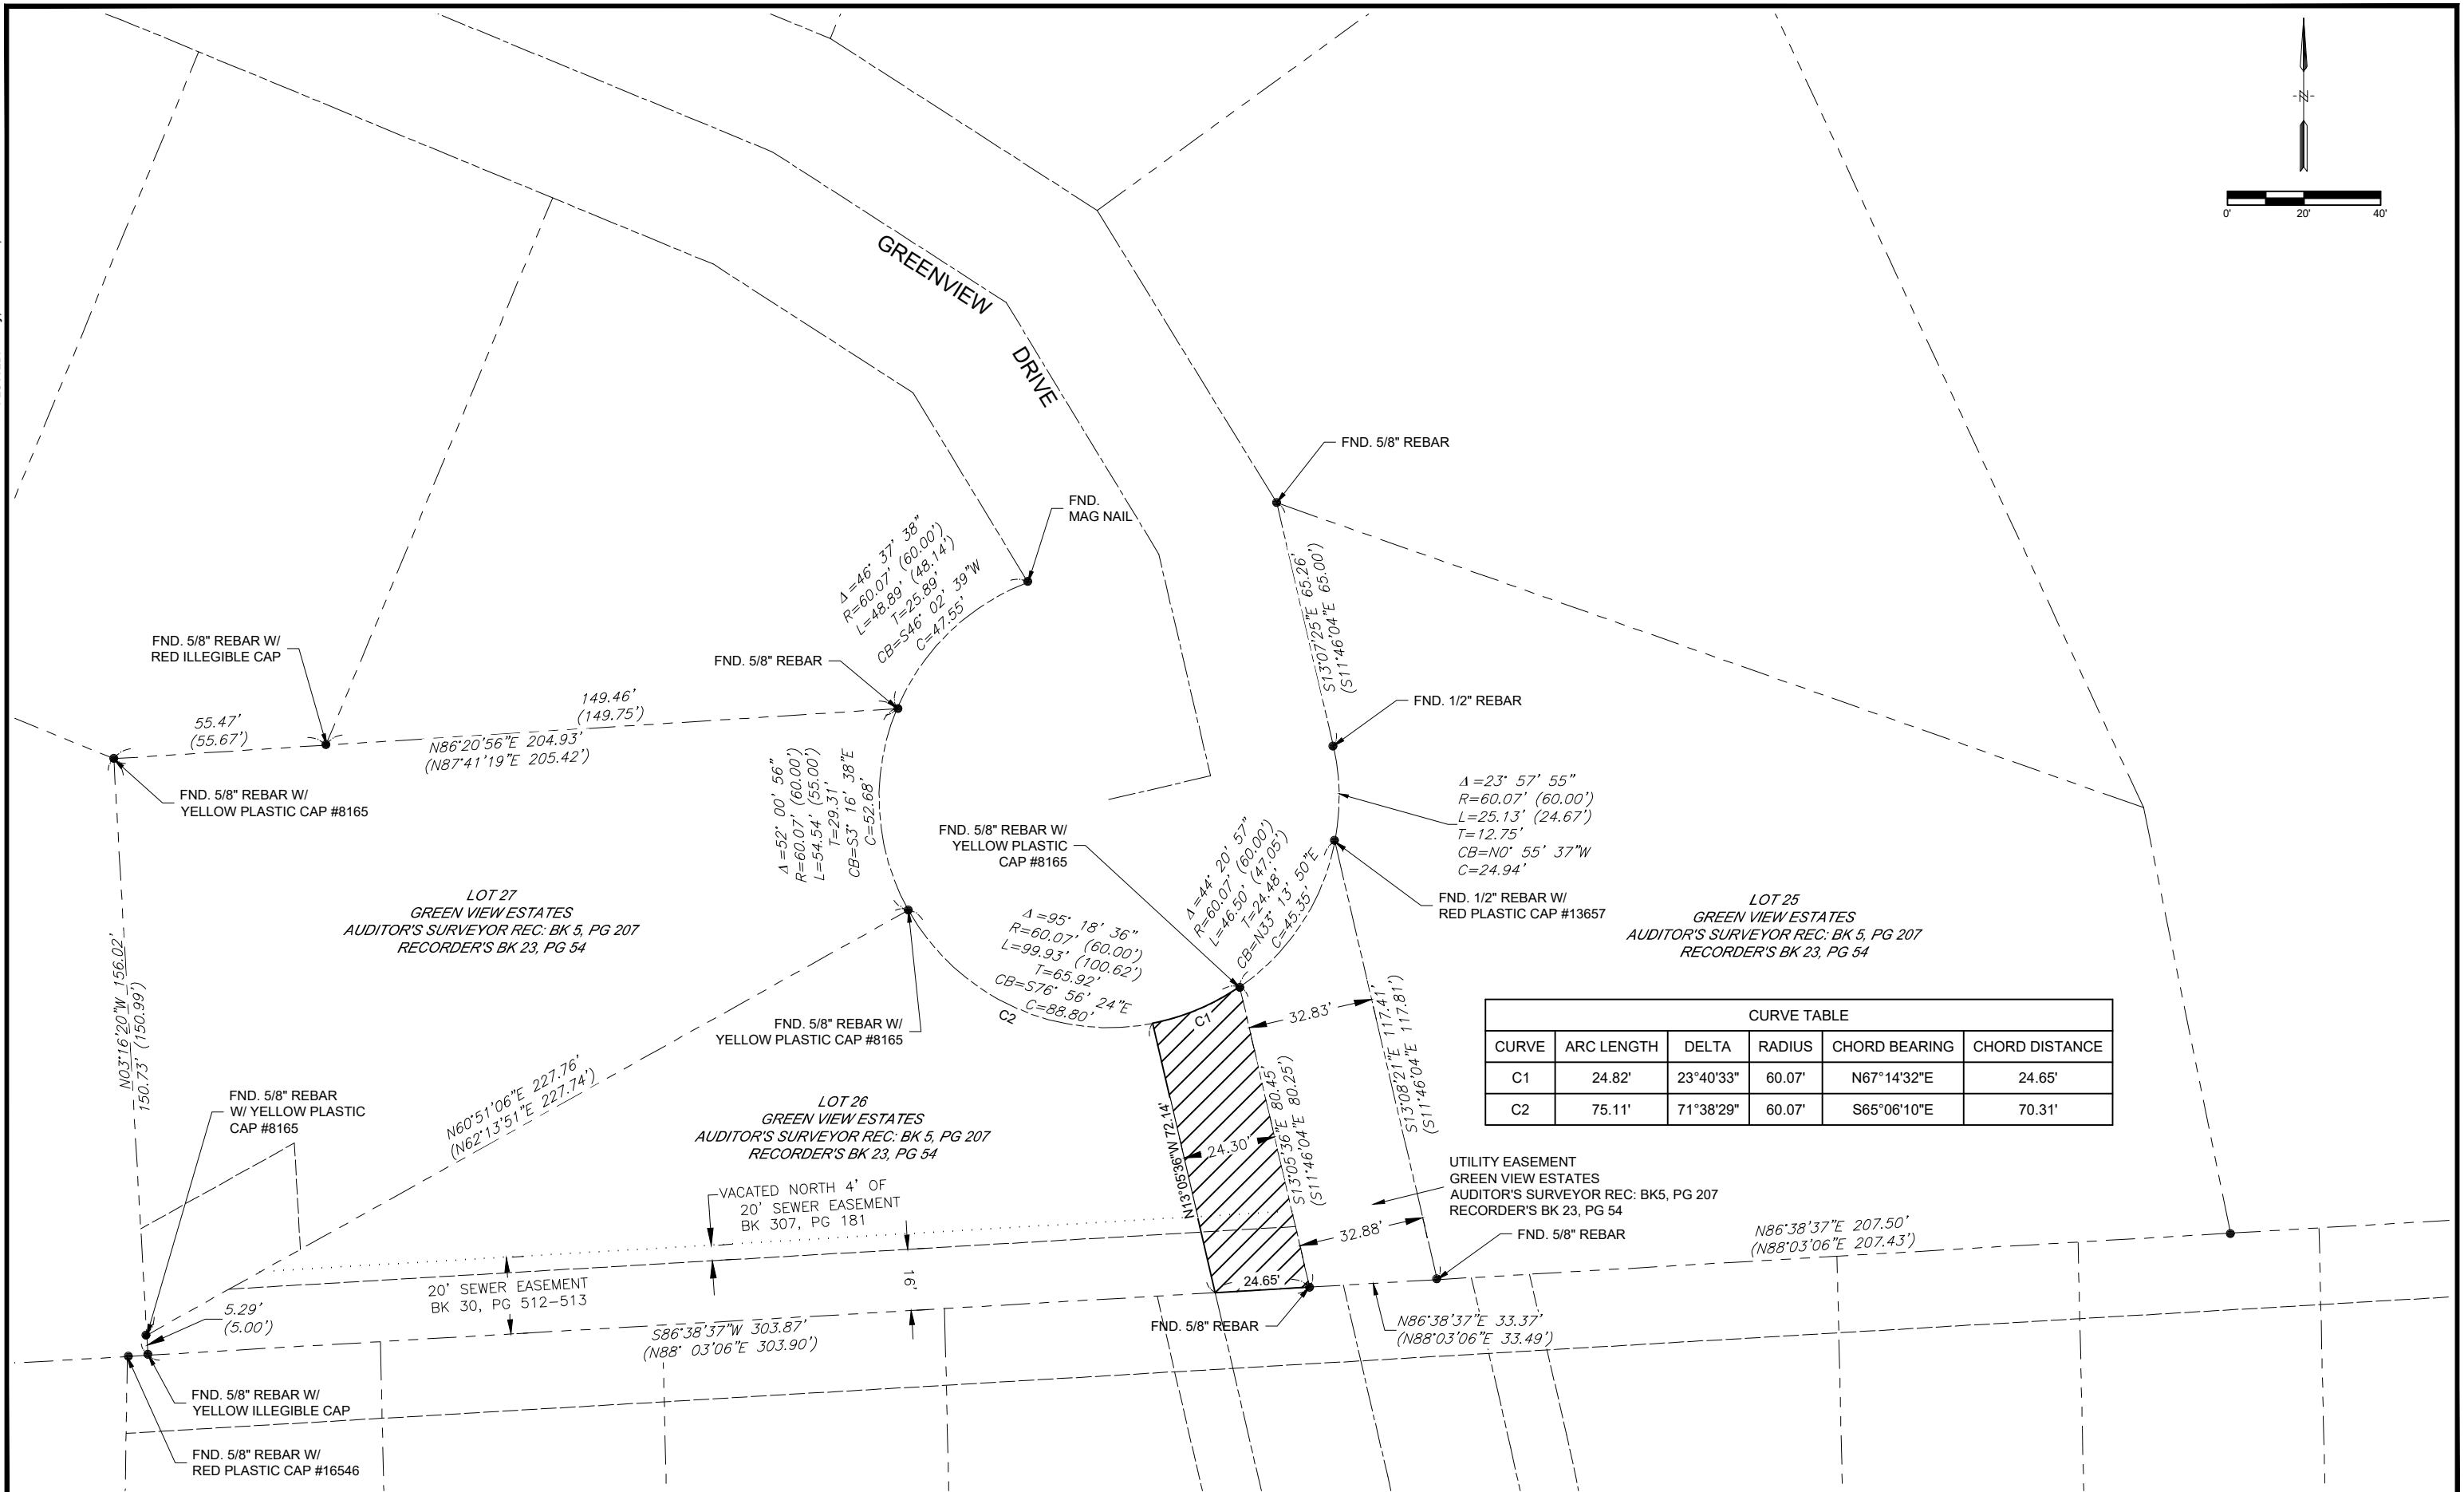 -N-
0'
20'
40'
GREENVIEW
DRIVE
FND. 5/8" REBAR
FND.
MAG NAIL
Δ=46° 37' 38"
R=60.07' (60.00')
L=48.89' (48.14')
T=25.89'
CB=S46° 02' 39"W
C=47.55'
S13°07'25"E 65.26'
(S11°46'04"E 65.00')
FND. 5/8" REBAR W/
RED ILLEGIBLE CAP
FND. 5/8" REBAR
FND. 1/2" REBAR
55.47'
(55.67')
149.46'
(149.75')
N86°20'56"E 204.93'
(N87°41'19"E 205.42')
FND. 5/8" REBAR W/
YELLOW PLASTIC CAP #8165
Δ=52° 00' 56"
R=60.07' (60.00')
L=54.54' (55.00')
T=29.31'
CB=S3° 16' 38"E
C=52.68'
FND. 5/8" REBAR W/
YELLOW PLASTIC
CAP #8165
Δ=44° 20' 57"
R=60.07' (60.00')
L=46.50' (47.05')
T=24.48'
CB=N33° 13' 50"E
C=45.35'
Δ=23° 57' 55"
R=60.07' (60.00')
L=25.13' (24.67')
T=12.75'
CB=N0° 55' 37"W
C=24.94'
FND. 1/2" REBAR W/
RED PLASTIC CAP #13657
LOT 27
GREEN VIEW ESTATES
AUDITOR'S SURVEYOR REC: BK 5, PG 207
RECORDER'S BK 23, PG 54
LOT 25
GREEN VIEW ESTATES
AUDITOR'S SURVEYOR REC: BK 5, PG 207
RECORDER'S BK 23, PG 54
Δ=95° 18' 36"
R=60.07' (60.00')
L=99.93' (100.62')
T=65.92'
CB=S76° 56' 24"E
C=88.80'
C2
C1
FND. 5/8" REBAR W/
YELLOW PLASTIC CAP #8165
32.83'
S13°08'21"E 117.41'
(S11°46'04"E 117.81')
CURVE TABLE
CURVE ARC LENGTH DELTA RADIUS CHORD BEARING CHORD DISTANCE
C1 24.82' 23°40'33" 60.07' N67°14'32"E 24.65'
C2 75.11' 71°38'29" 60.07' S65°06'10"E 70.31'
N03°16'20"W 156.02'
150.73' (150.99')
FND. 5/8" REBAR
W/ YELLOW PLASTIC
CAP #8165
N60°51'06"E 227.76'
(N62°13'51"E 227.74')
LOT 26
GREEN VIEW ESTATES
AUDITOR'S SURVEYOR REC: BK 5, PG 207
RECORDER'S BK 23, PG 54
N13°05'36"W 72.14'
24.30'
S13°05'36"E 80.45'
(S11°46'04"E 80.25')
UTILITY EASEMENT
GREEN VIEW ESTATES
AUDITOR'S SURVEYOR REC: BK5, PG 207
RECORDER'S BK 23, PG 54
VACATED NORTH 4' OF
20' SEWER EASEMENT
BK 307, PG 181
32.88'
FND. 5/8" REBAR
N86°38'37"E 207.50'
(N88°03'06"E 207.43')
20' SEWER EASEMENT
BK 30, PG 512-513
16'
24.65'
5.29'
(5.00')
S86°38'37"W 303.87'
(N88° 03'06"E 303.90')
FND. 5/8" REBAR
N86°38'37"E 33.37'
(N88°03'06"E 33.49')
FND. 5/8" REBAR W/
YELLOW ILLEGIBLE CAP
FND. 5/8" REBAR W/
RED PLASTIC CAP #16546